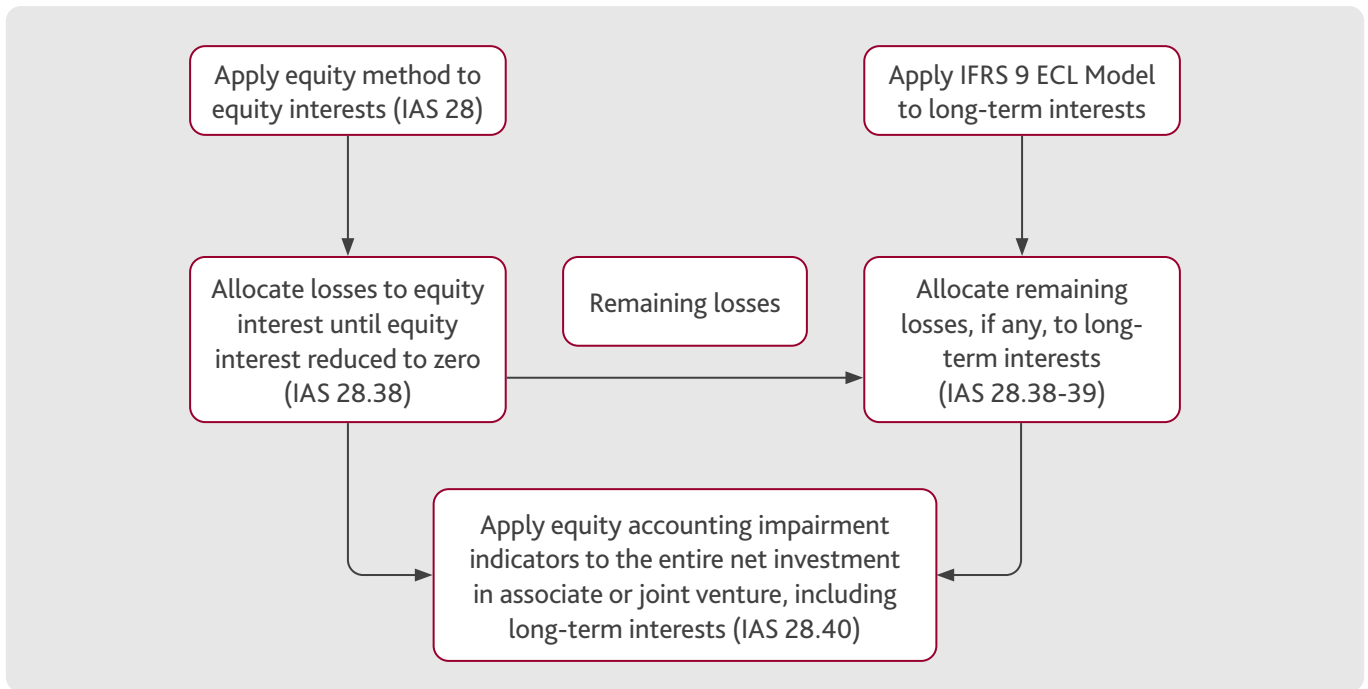 Apply equity method to
equity interests (IAS 28)
Apply IFRS 9 ECL Model
to long-term interests
Allocate losses to equity
interest until equity
interest reduced to zero
(IAS 28.38)
Remaining losses
Allocate remaining
losses, if any, to long-
term interests
(IAS 28.38-39)
Apply equity accounting impairment
indicators to the entire net investment
in associate or joint venture, including
long-term interests (IAS 28.40)